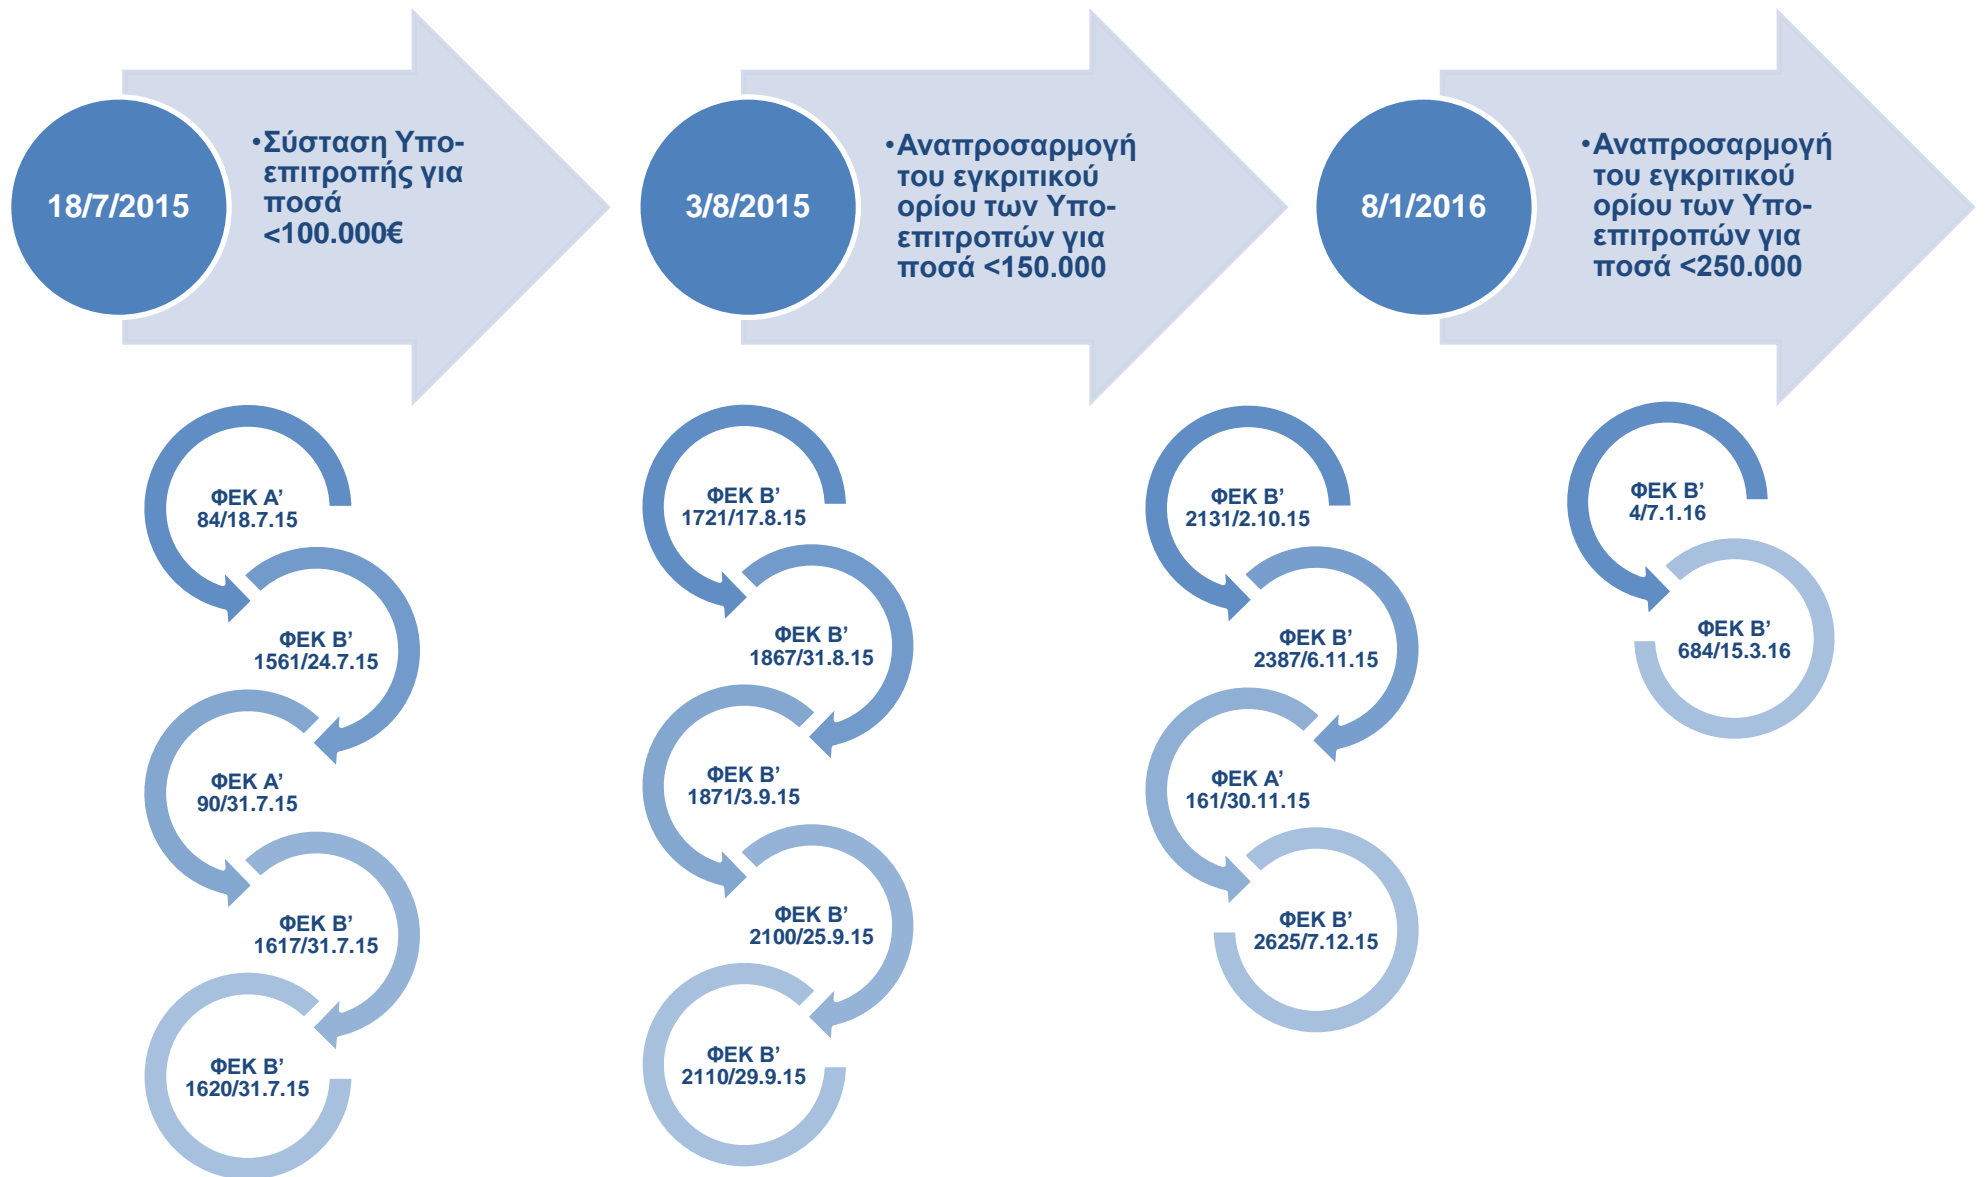 18/7/2015
•Σύσταση Υπο-
επιτροπής για
ποσά
<100.000€
3/8/2015
•Αναπροσαρμογή
του εγκριτικού
ορίου των Υπο-
επιτροπών για
ποσά <150.000
8/1/2016
•Αναπροσαρμογή
του εγκριτικού
ορίου των Υπο-
επιτροπών για
ποσά <250.000
ΦΕΚ Α’
84/18.7.15
ΦΕΚ Β’
1561/24.7.15
ΦΕΚ Α’
90/31.7.15
ΦΕΚ Β’
1617/31.7.15
ΦΕΚ Β’
1620/31.7.15
ΦΕΚ Β’
1721/17.8.15
ΦΕΚ Β’
1867/31.8.15
ΦΕΚ Β’
1871/3.9.15
ΦΕΚ Β’
2100/25.9.15
ΦΕΚ Β’
2110/29.9.15
ΦΕΚ Β’
2131/2.10.15
ΦΕΚ Β’
2387/6.11.15
ΦΕΚ Α’
161/30.11.15
ΦΕΚ Β’
2625/7.12.15
ΦΕΚ Β’
4/7.1.16
ΦΕΚ Β’
684/15.3.16